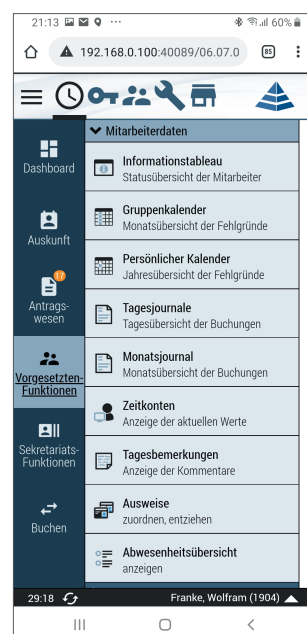 21:13 60%
192.168.0.100:40089/06.07.0 85
Mitarbeiterdaten
Dashboard
Auskunft
17
Antrags-
wesen
Vorgesetzten-
Funktionen
Sekretariats-
Funktionen
Buchen
Informationstableau
Statusübersicht der Mitarbeiter
Gruppenkalender
Monatsübersicht der Fehlgründe
Persönlicher Kalender
Jahresübersicht der Fehlgründe
Tagesjournale
Tagesübersicht der Buchungen
Monatsjournal
Monatsübersicht der Buchungen
Zeitkonten
Anzeige der aktuellen Werte
Tagesbemerkungen
Anzeige der Kommentare
Ausweise
zuordnen, entziehen
Abwesenheitsübersicht
anzeigen
29:18 Franke, Wolfram (1904)